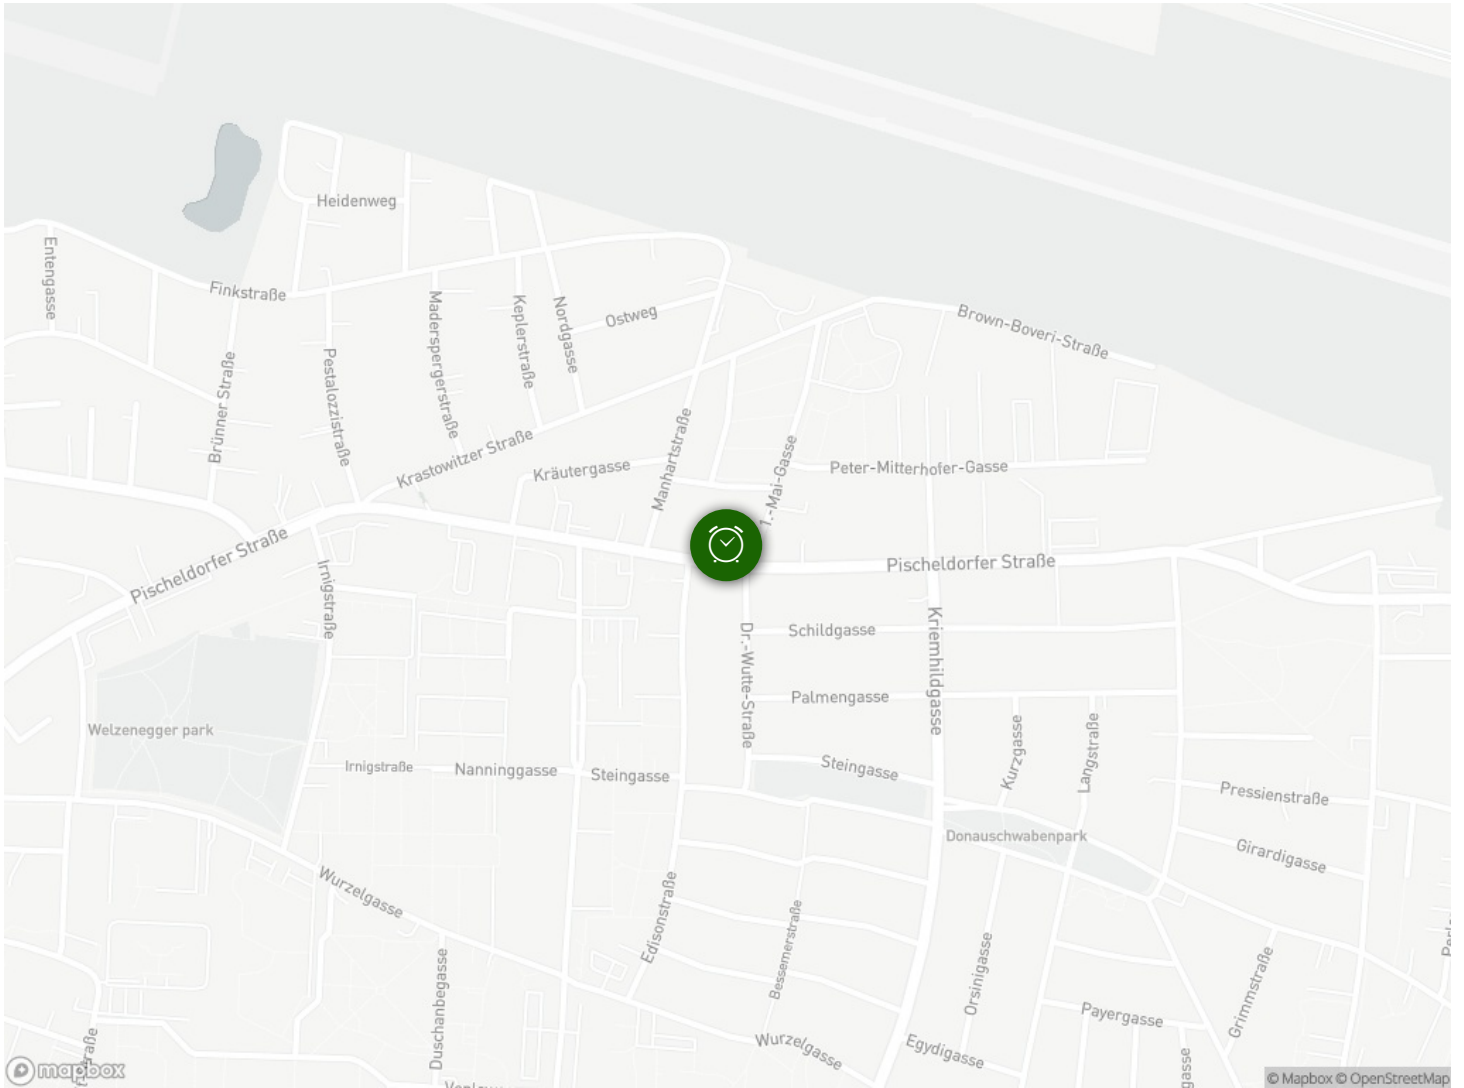 Heidenweg
Entengasse
Finkstraße
Maderspergerstraße
Keplerstraße
Nordgasse
Ostweg
Brown-Boveri-Straße
Brünner Straße
Pestalozzistraße
Krastowitzer Straße
Kräutergasse
Manhartstraße
1.-Mai-Gasse
Peter-Mitterhofer-Gasse
Pischeldorfer Straße
Pischeldorfer Straße
Irnigstraße
Dr.-Wutte-Straße
Schildgasse
Kriemhildgasse
Palmengasse
Welzenegger park
Irnigstraße
Nanninggasse
Steingasse
Steingasse
Kurzgasse
Langstraße
Pressienstraße
Donauschwabenpark
Girardigasse
Wurzelgasse
Edisonstraße
Bessemerstraße
Orsinigasse
Grimmstraße
Duschanbegasse
Payergasse
Wurzelgasse
Egydigasse
mapbox
© Mapbox © OpenStreetMap